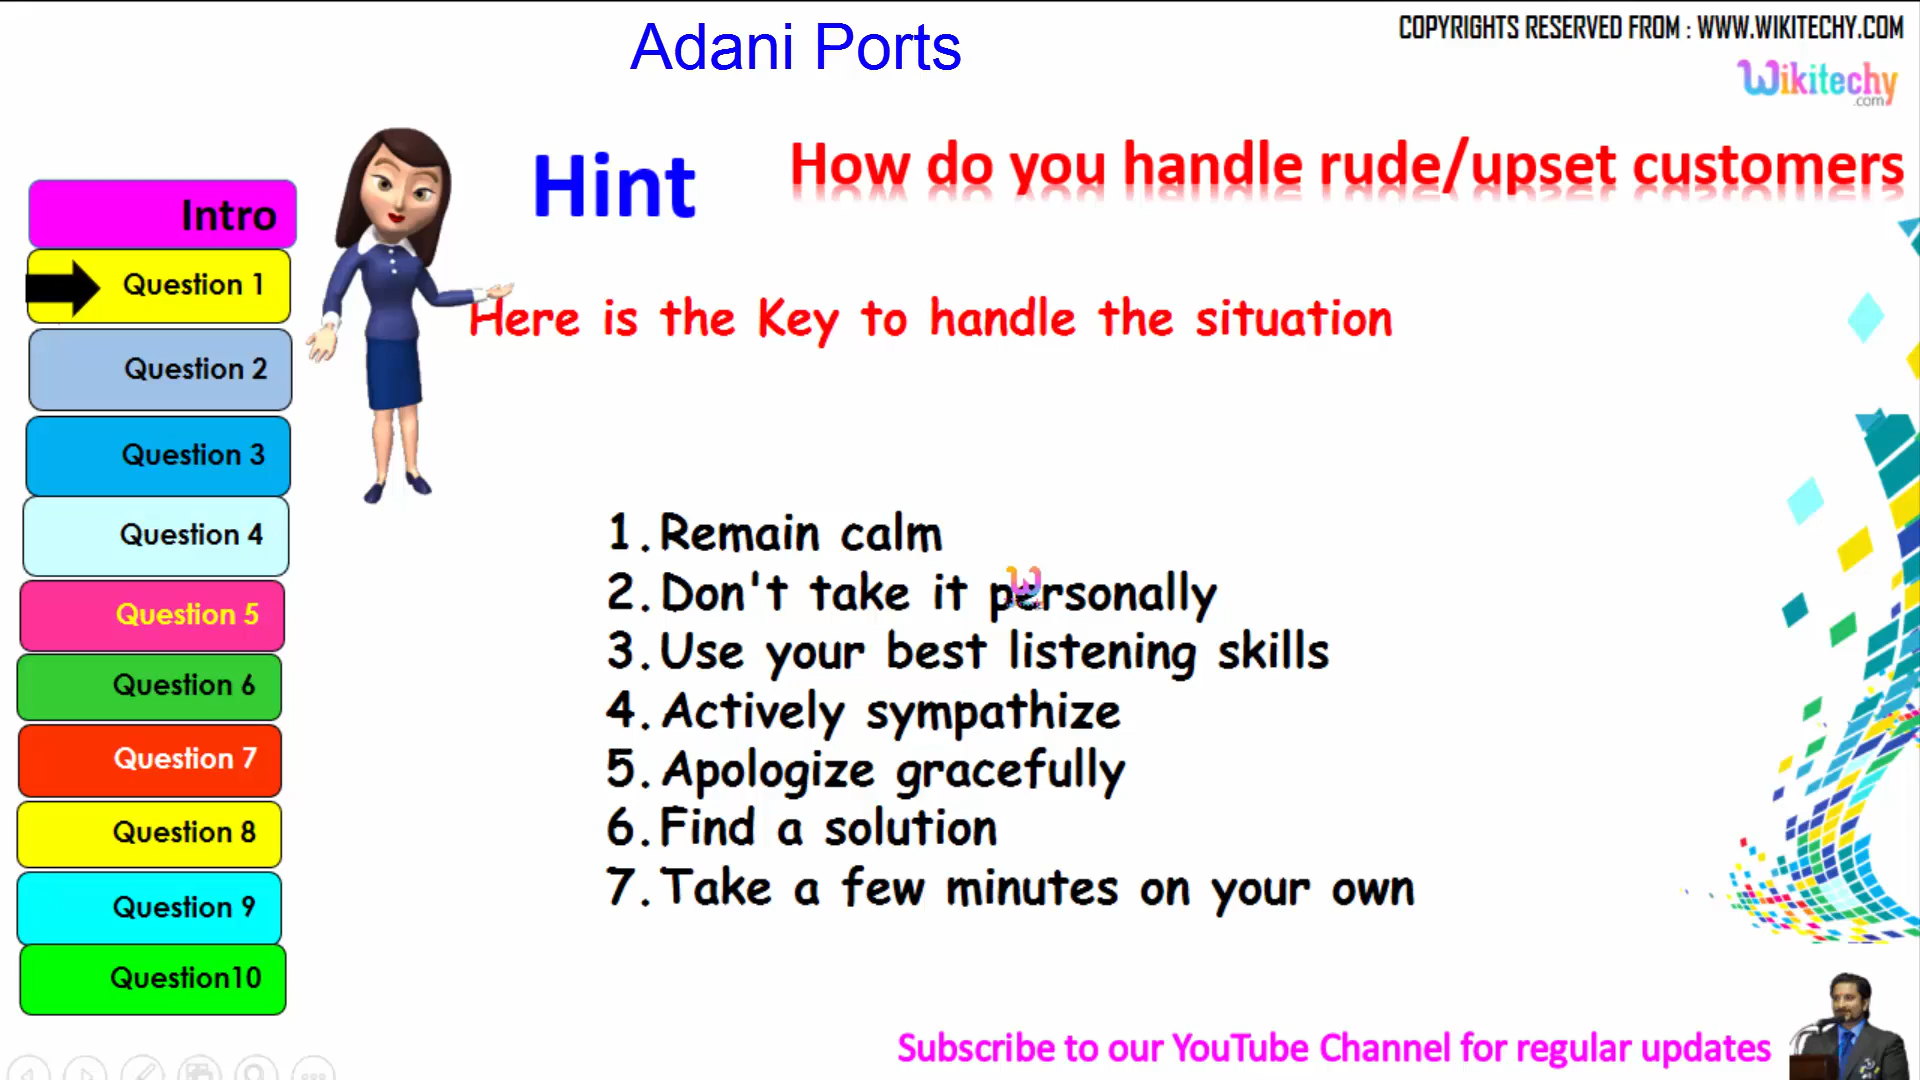 Adani Ports
COPYRIGHTS RESERVED FROM : WWW.WIKITECHY.COM
Wikitechy
.com
Hint
How do you handle rude/upset customers
Intro
Question 1
Question 2
Question 3
Question 4
Question 5
Question 6
Question 7
Question 8
Question 9
Question10
Here is the Key to handle the situation
1. Remain calm
2. Don't take it personally
3. Use your best listening skills
4. Actively sympathize
5. Apologize gracefully
6. Find a solution
7. Take a few minutes on your own
Subscribe to our YouTube Channel for regular updates